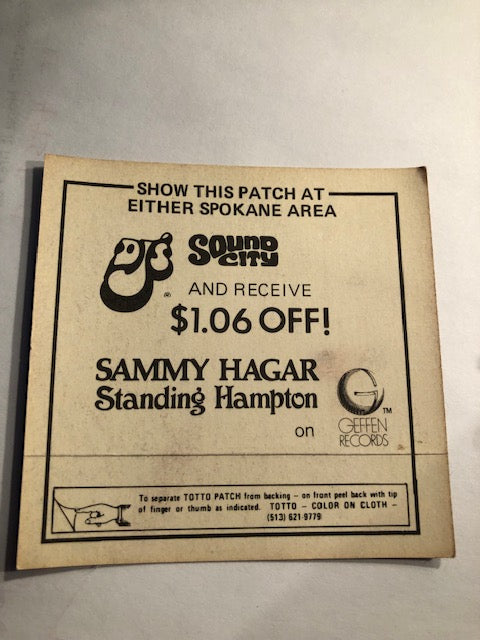 SHOW THIS PATCH AT
EITHER SPOKANE AREA
DJ's SOUND CITY
®
AND RECEIVE
$1.06 OFF!
SAMMY HAGAR
Standing Hampton
on
G ™
GEFFEN
RECORDS
To separate TOTTO PATCH from backing – on front peel back with tip
of finger or thumb as indicated. TOTTO – COLOR ON CLOTH –
(513) 621-9779